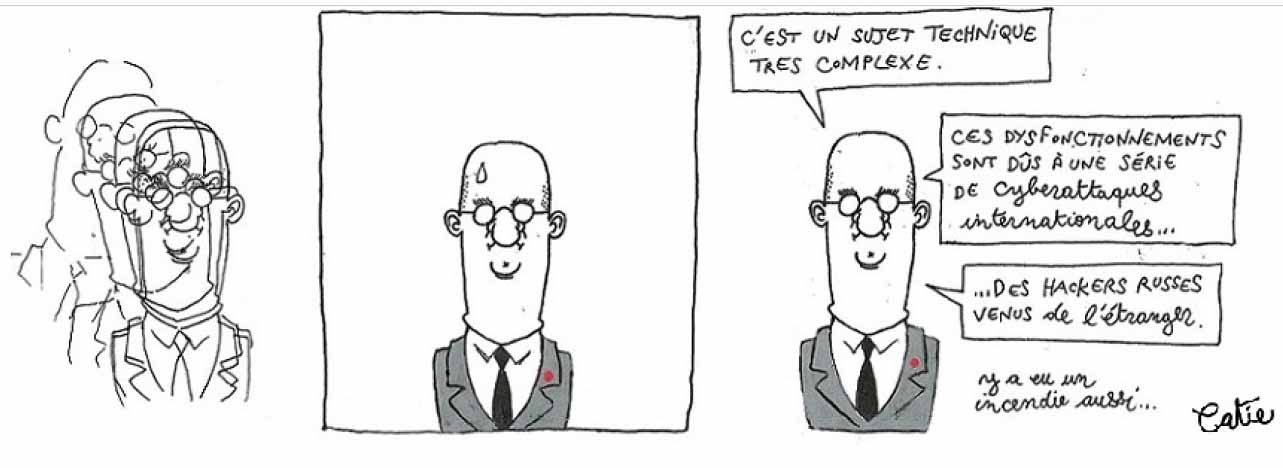 C'EST UN SUJET TECHNIQUE
TRES COMPLEXE.
CES DYSFONCTIONNEMENTS
SONT DÛS À UNE SÉRIE
DE cyberattaques
internationales...
...DES HACKERS RUSSES
VENUS de l'étranger.
y a eu un
incendie aussi...
Catie